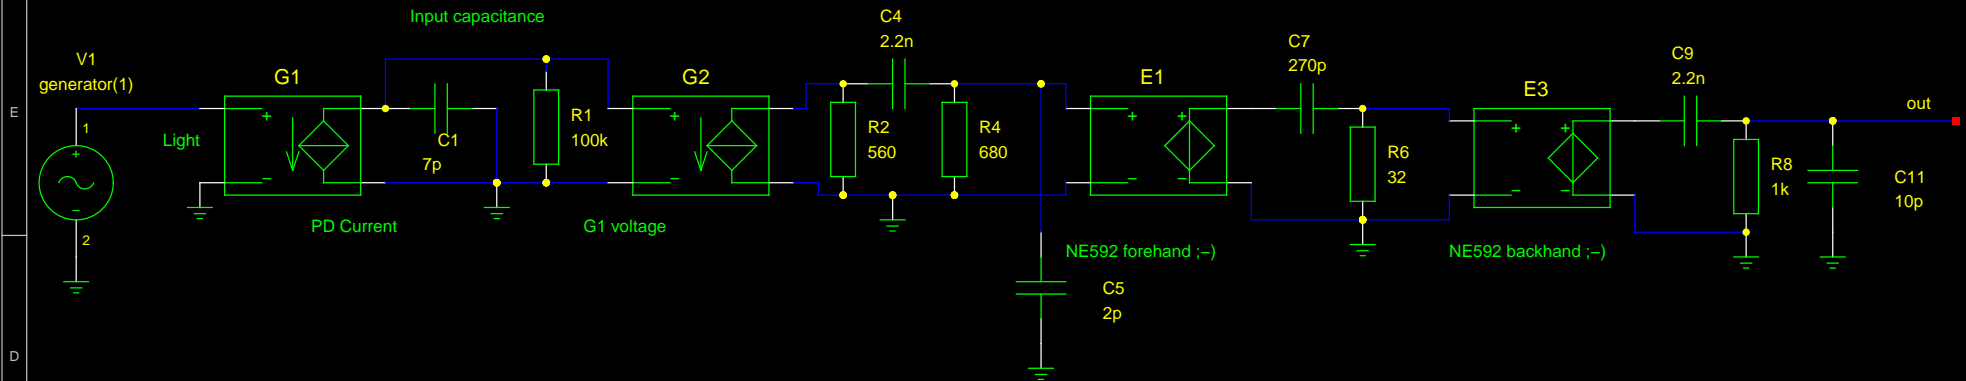 Input capacitance
C4
2.2n
V1
generator(1)
G1
G2
C7
270p
E1
C9
2.2n
E3
out
E
1
+
Light
+
C1
7p
R1
100k
+
R2
560
R4
680
+
+
R6
32
+
+
R8
1k
C11
10p
−
2
−
−
−
−
−
−
PD Current
G1 voltage
NE592 forehand ;−)
NE592 backhand ;−)
C5
2p
D